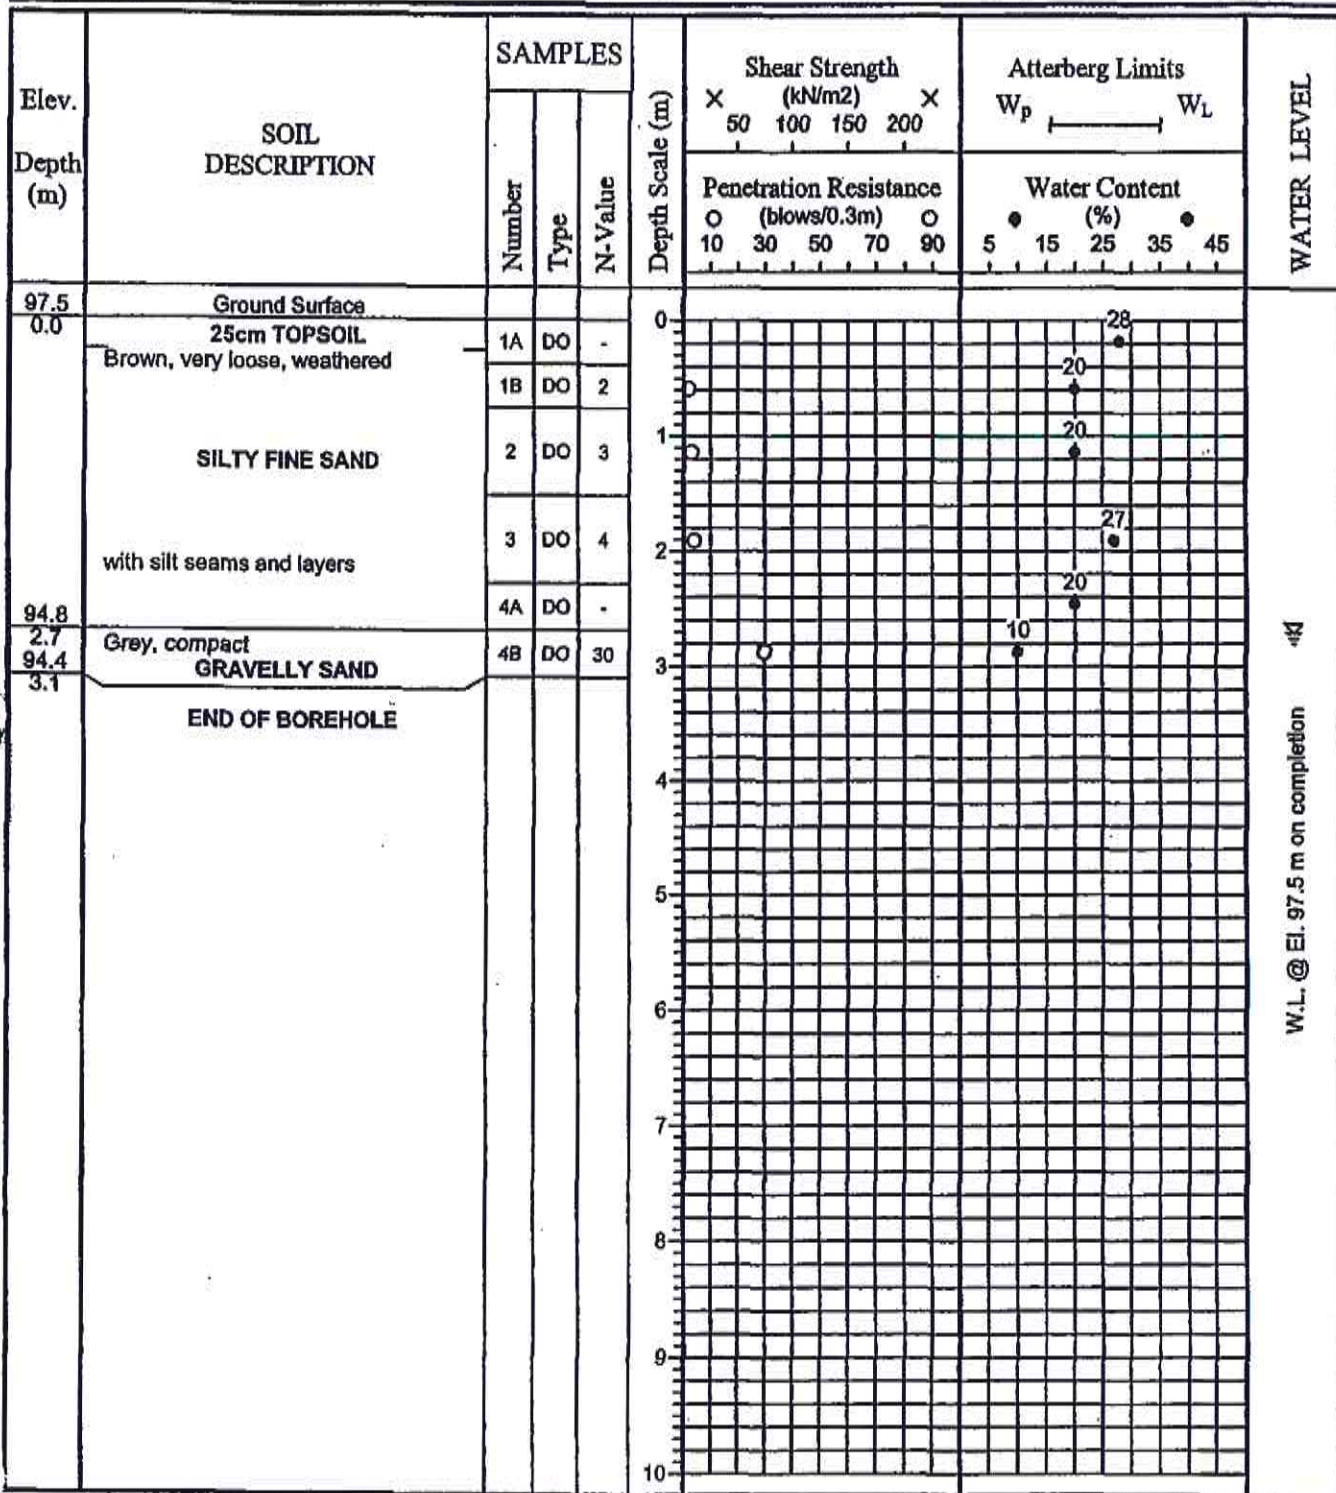 Elev.
Depth
(m)
SOIL
DESCRIPTION
SAMPLES
Number
Type
N-Value
Depth Scale (m)
Shear Strength
× (kN/m2) ×
50 100 150 200
Penetration Resistance
(blows/0.3m)
10 30 50 70 90
Atterberg Limits
Wp WL
Water Content
(%)
5 15 25 35 45
WATER LEVEL
97.5 Ground Surface
0.0 25cm TOPSOIL
Brown, very loose, weathered
SILTY FINE SAND
with silt seams and layers
94.8
2.7 Grey, compact
94.4 GRAVELLY SAND
3.1
END OF BOREHOLE
1A DO -
1B DO 2
2 DO 3
3 DO 4
4A DO -
4B DO 30
0
1
2
3
4
5
6
7
8
9
10
28
20
20
27
20
10
W.L. @ El. 97.5 m on completion